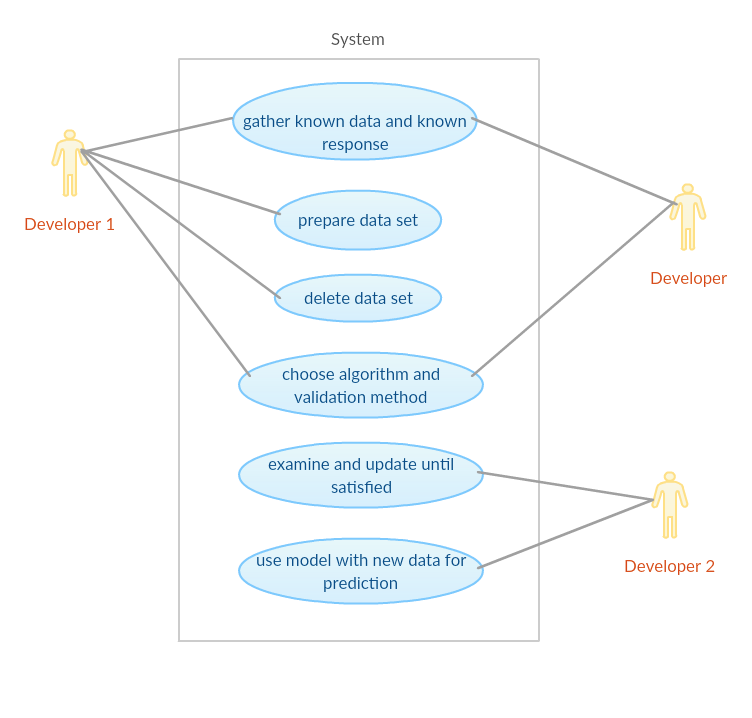 System
gather known data and known
response
Developer 1
prepare data set
Developer
delete data set
choose algorithm and
validation method
examine and update until
satisfied
Developer 2
use model with new data for
prediction